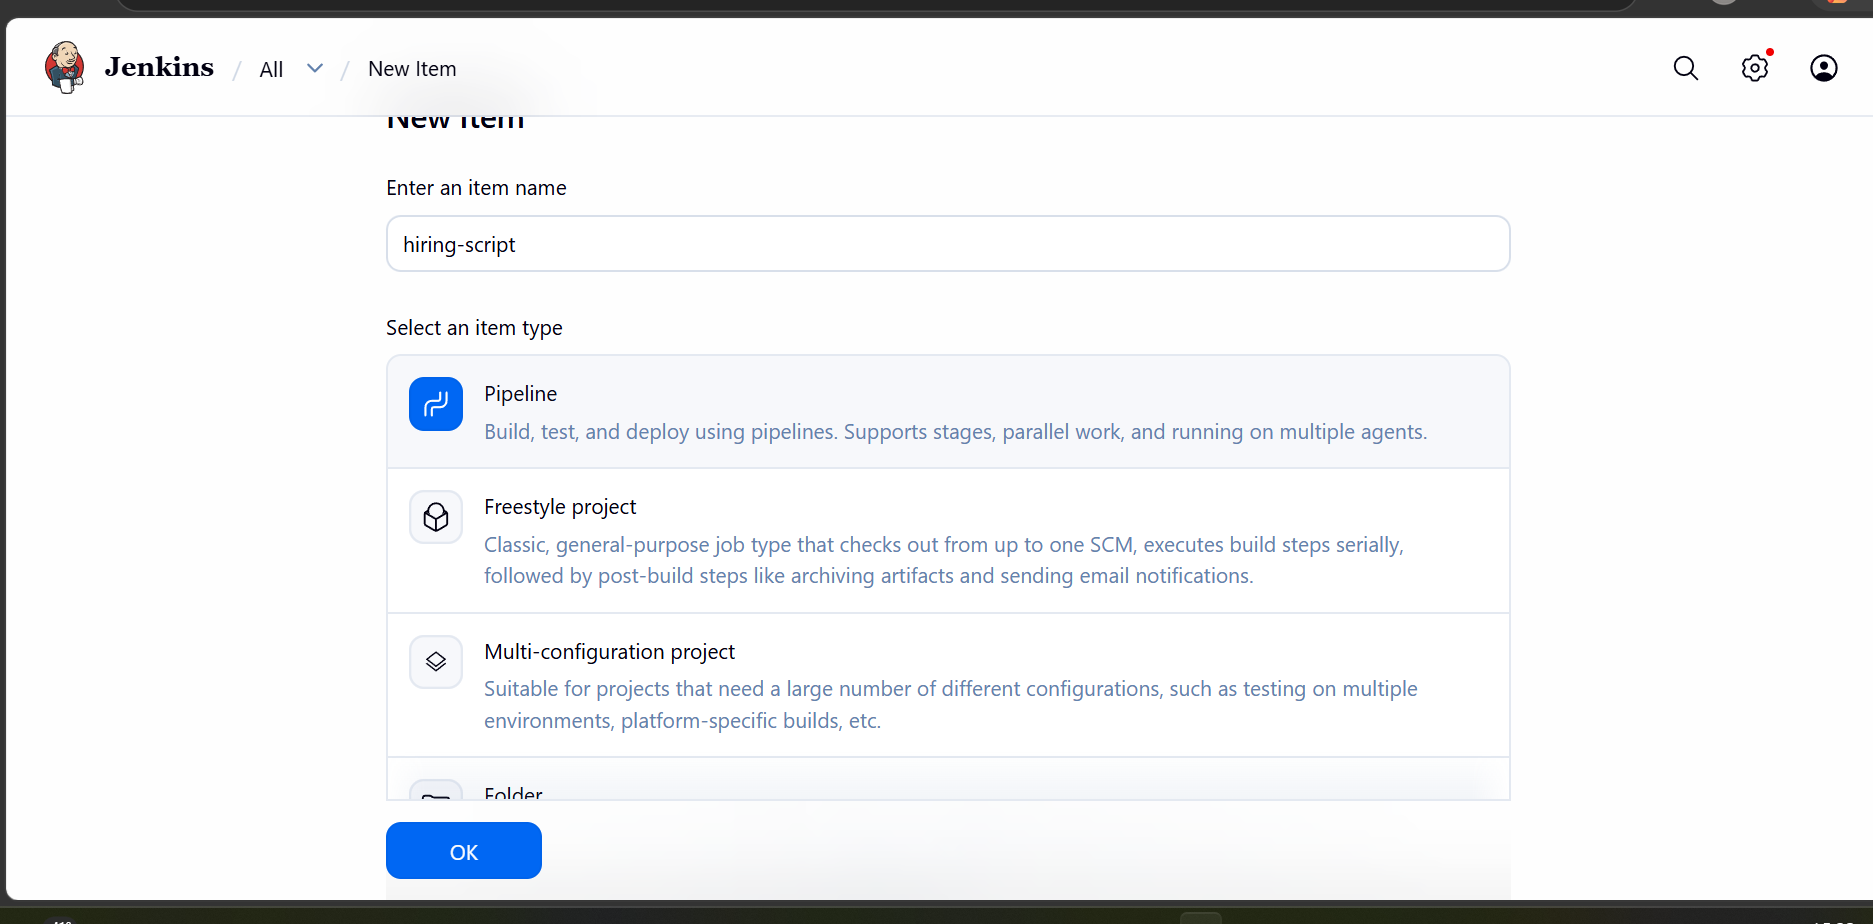 Jenkins / All / New Item
New Item
Enter an item name
hiring-script
Select an item type
Pipeline
Build, test, and deploy using pipelines. Supports stages, parallel work, and running on multiple agents.
Freestyle project
Classic, general-purpose job type that checks out from up to one SCM, executes build steps serially,
followed by post-build steps like archiving artifacts and sending email notifications.
Multi-configuration project
Suitable for projects that need a large number of different configurations, such as testing on multiple
environments, platform-specific builds, etc.
Folder
OK